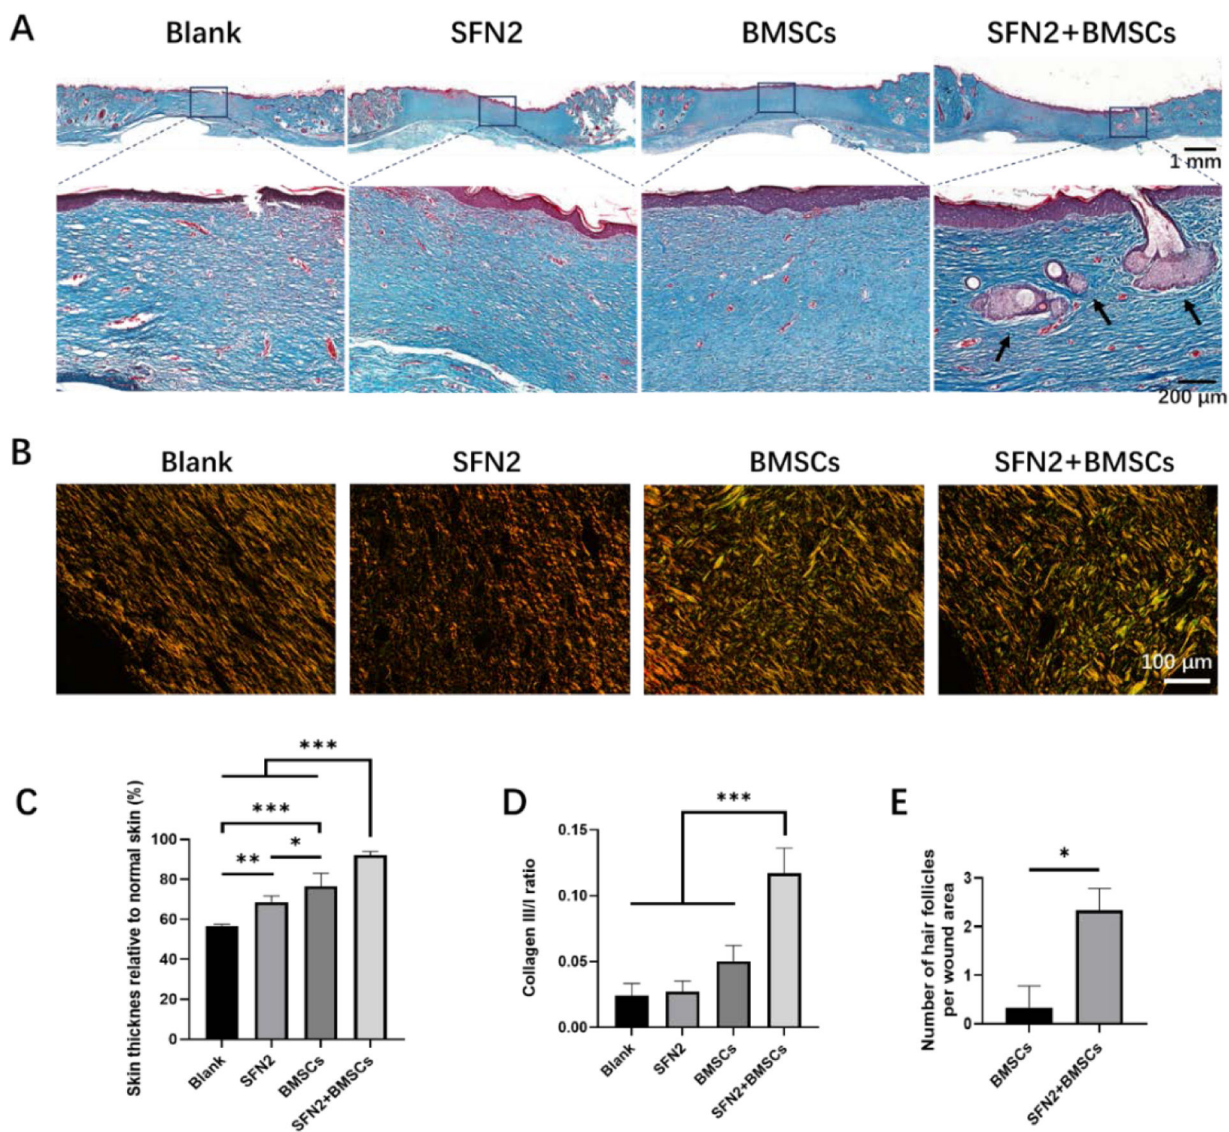 A
Blank SFN2 BMSCs SFN2+BMSCs
1 mm
200 μm
B
Blank SFN2 BMSCs SFN2+BMSCs
100 μm
C
Skin thicknes relative to normal skin (%)
100
80
60
40
20
0
***
***
** *
Blank
SFN2
BMSCs
SFN2+BMSCs
D
Collagen III/I ratio
0.15
0.10
0.05
0.00
***
Blank
SFN2
BMSCs
SFN2+BMSCs
E
Number of hair follicles
per wound area
3
2
1
0
*
BMSCs
SFN2+BMSCs